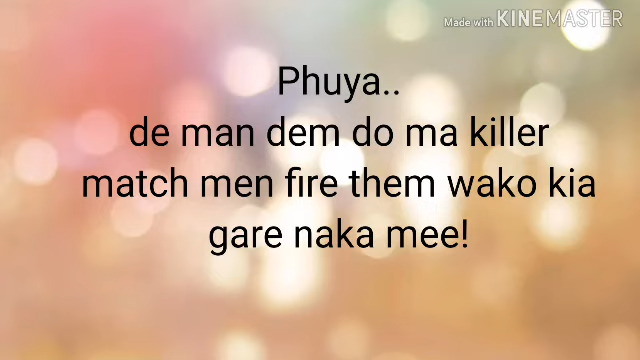 Made with KINEMASTER
Phuya..
de man dem do ma killer
match men fire them wako kia
gare naka mee!